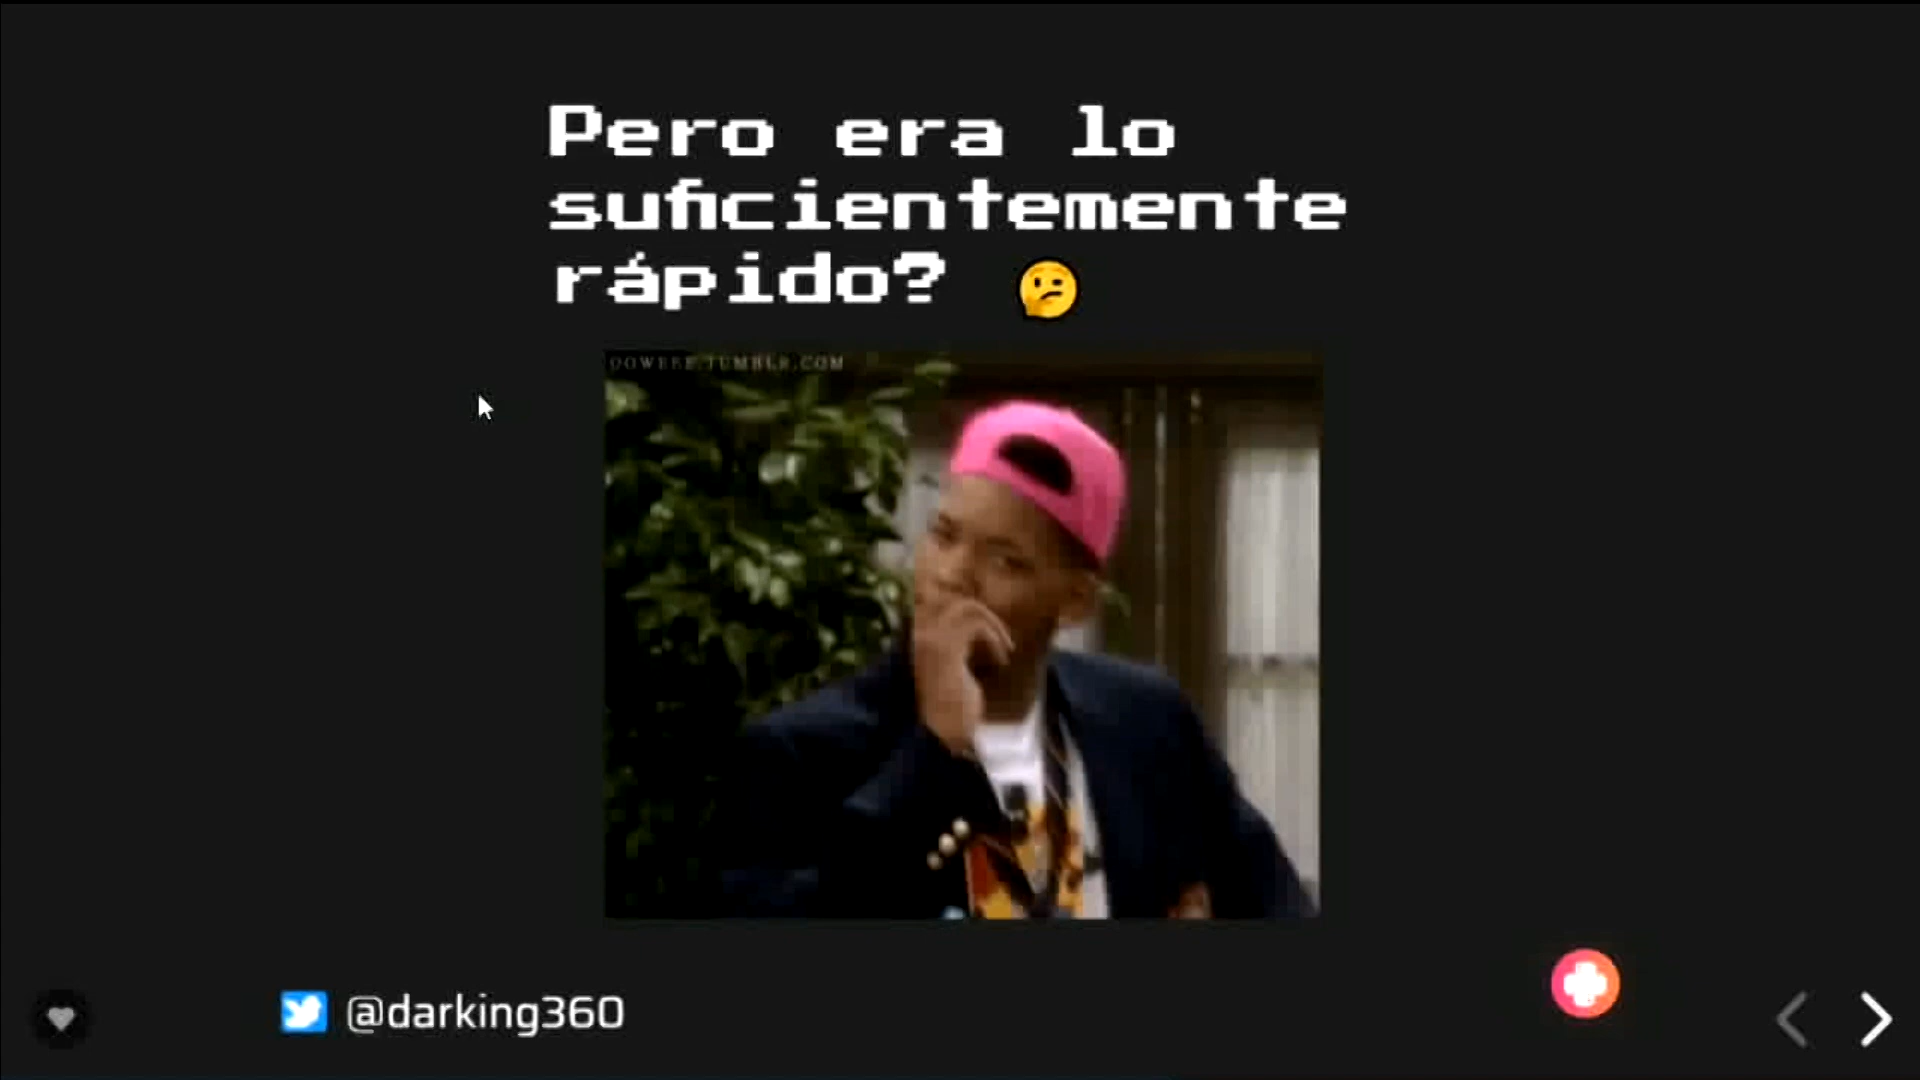 Pero era lo
suficientemente
rápido? 🤔
@darking360